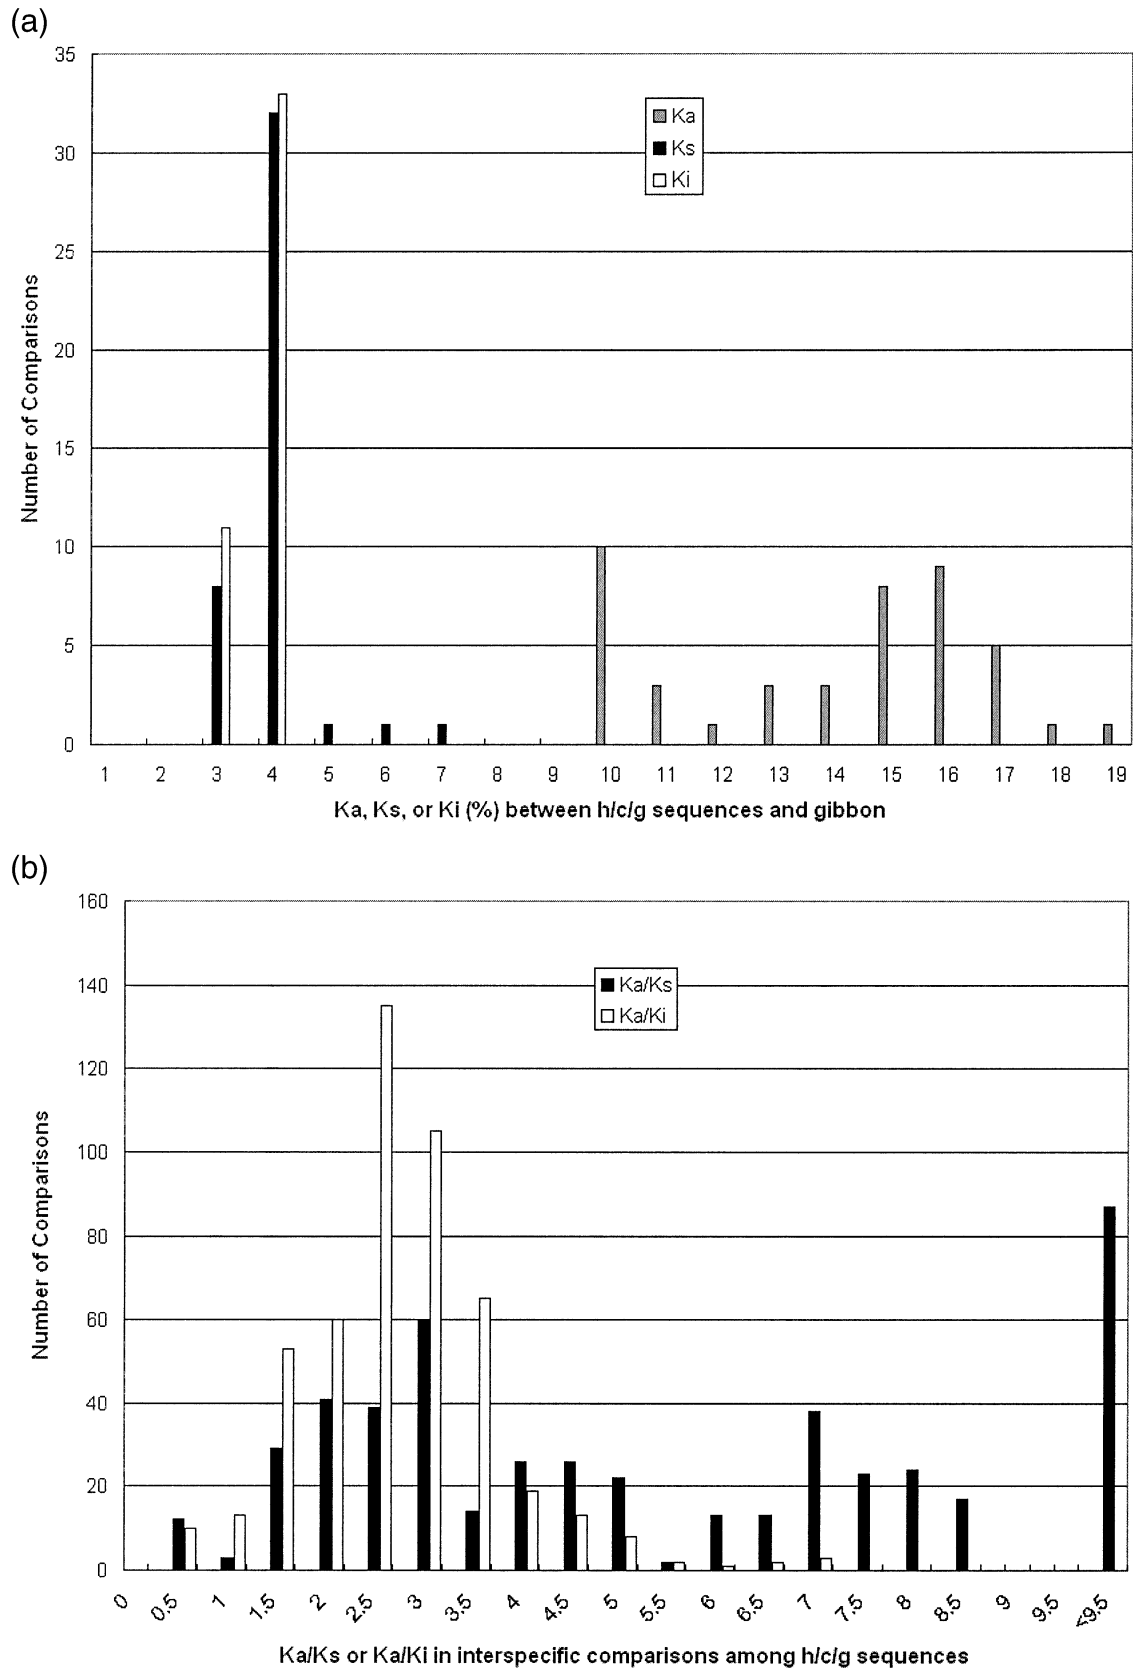 (a)
35
30
25
20
15
10
5
0
Number of Comparisons
Ka
Ks
Ki
1 2 3 4 5 6 7 8 9 10 11 12 13 14 15 16 17 18 19
Ka, Ks, or Ki (%) between h/c/g sequences and gibbon
(b)
160
140
120
100
80
60
40
20
0
Number of Comparisons
Ka/Ks
Ka/Ki
0 0.5 1 1.5 2 2.5 3 3.5 4 4.5 5 5.5 6 6.5 7 7.5 8 8.5 9 9.5 <9.5
Ka/Ks or Ka/Ki in interspecific comparisons among h/c/g sequences